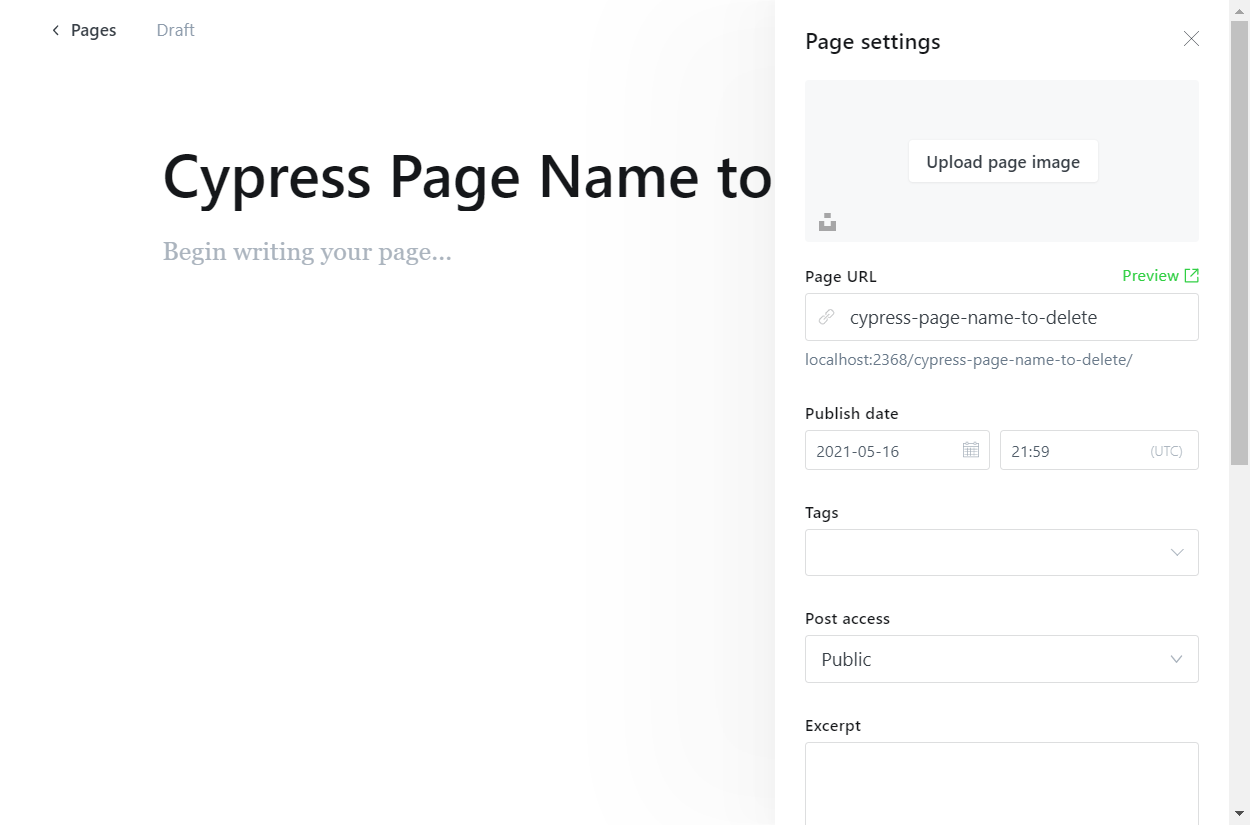 Pages Draft
Page settings
Upload page image
Cypress Page Name to
Begin writing your page...
Page URL Preview
cypress-page-name-to-delete
localhost:2368/cypress-page-name-to-delete/
Publish date
2021-05-16 21:59 (UTC)
Tags
Post access
Public
Excerpt